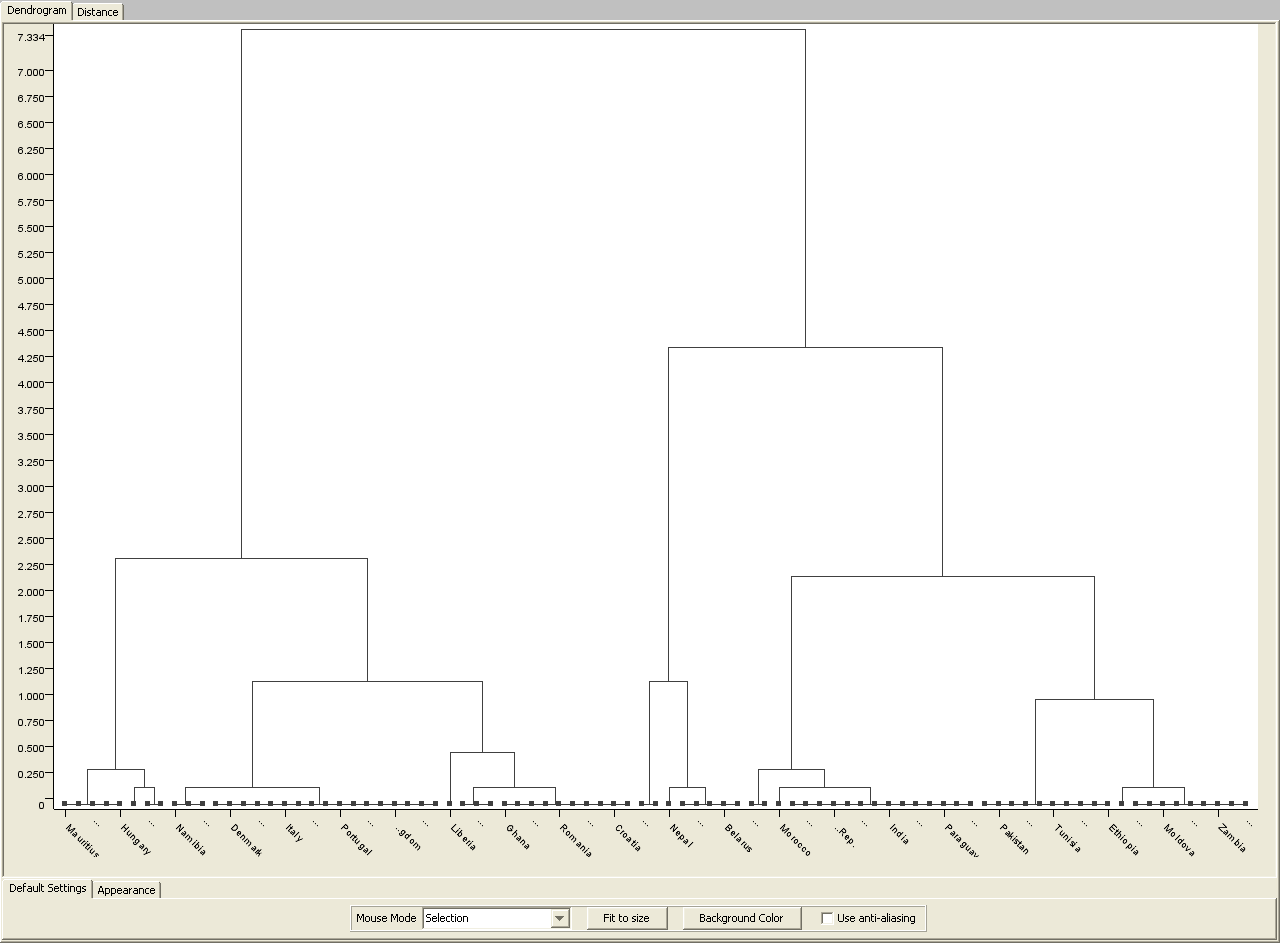 Dendrogram Distance
7.334
7.000
6.750
6.500
6.250
6.000
5.750
5.500
5.250
5.000
4.750
4.500
4.250
4.000
3.750
3.500
3.250
3.000
2.750
2.500
2.250
2.000
1.750
1.500
1.250
1.000
0.750
0.500
0.250
0
Mauritius
...
Hungary
...
Namibia
...
Denmark
...
Italy
...
Portugal
...
..gdom
...
Liberia
...
Ghana
...
Romania
...
Croatia
...
Nepal
...
Belarus
...
Morocco
...
..Rep.
...
India
...
Paraguay
...
Pakistan
...
Tunisia
...
Ethiopia
...
Moldova
...
Zambia
...
Default Settings Appearance
Mouse Mode Selection Fit to size Background Color Use anti-aliasing